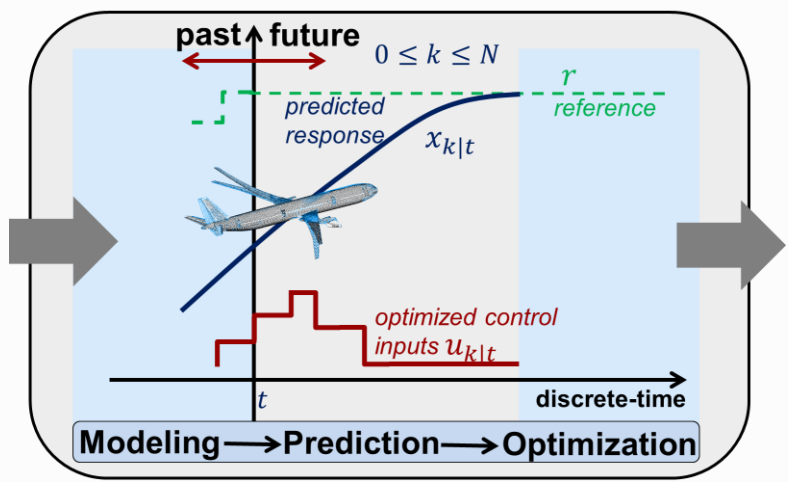 past future
0 ≤ k ≤ N
r
predicted
response
reference
x_{k|t}
optimized control
inputs u_{k|t}
t
discrete-time
Modeling → Prediction → Optimization